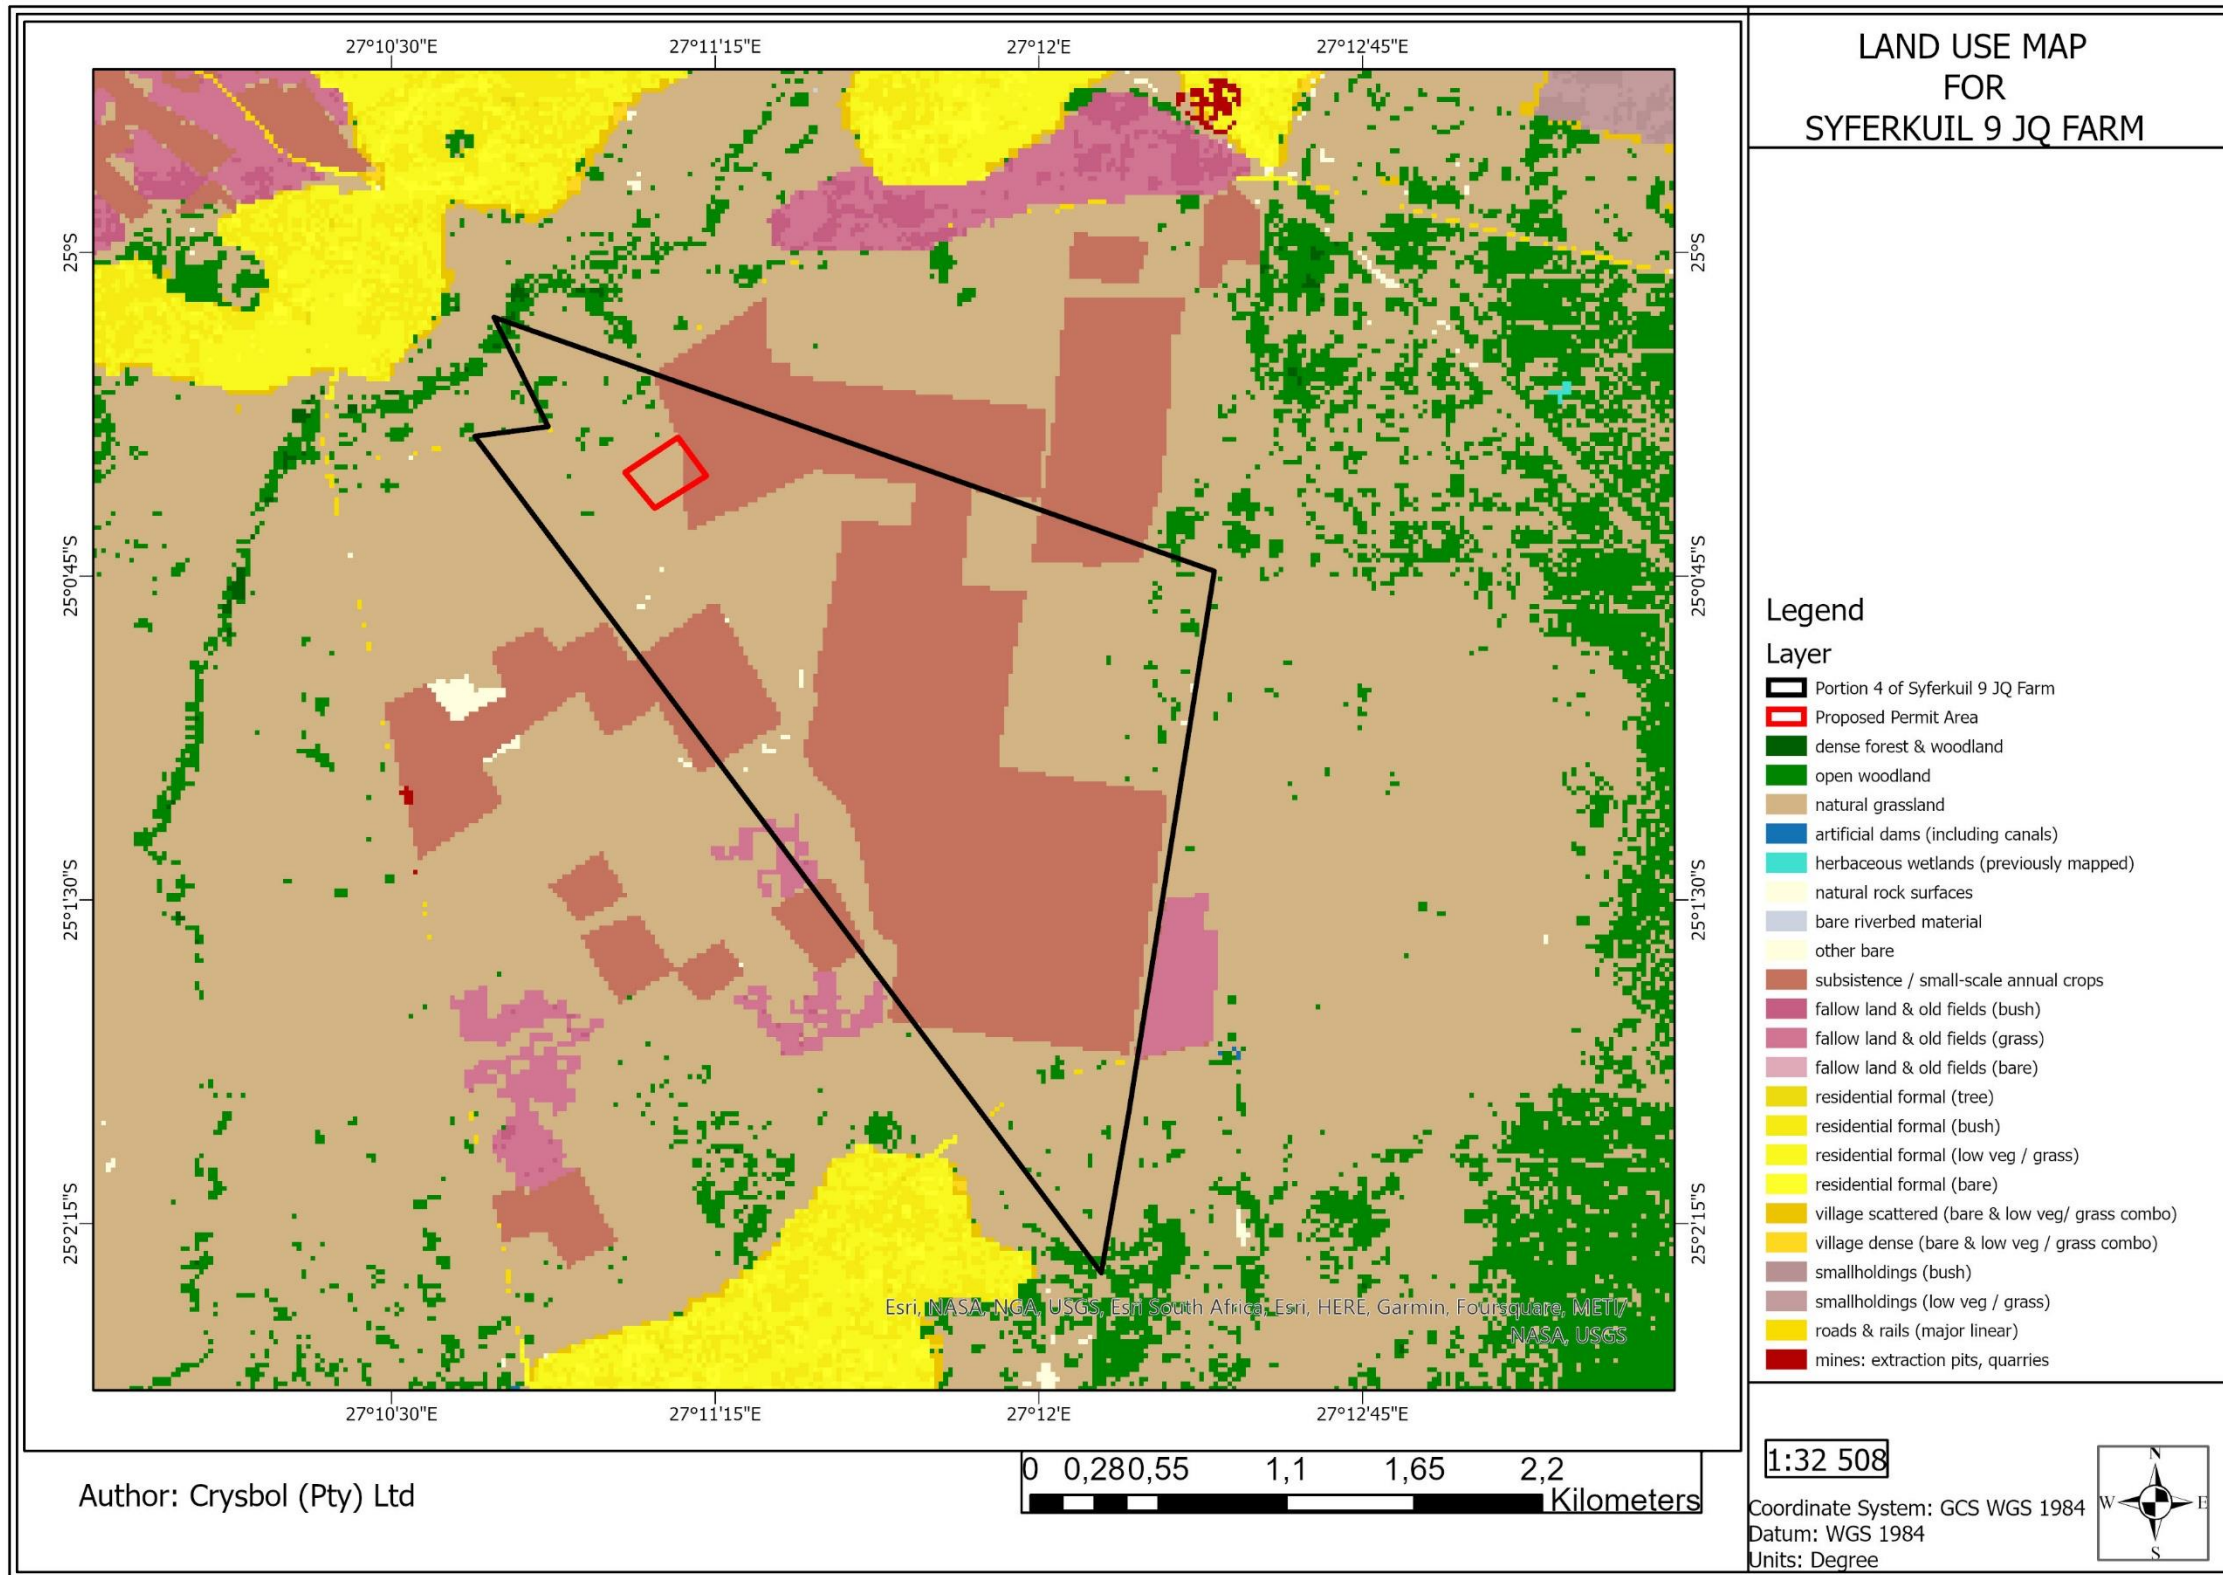 LAND USE MAP
FOR
SYFERKUIL 9 JQ FARM
27°10'30"E 27°11'15"E 27°12'E 27°12'45"E
25°S 25°S
25°0'45"S 25°0'45"S
25°1'30"S 25°1'30"S
25°2'15"S 25°2'15"S
Esri, NASA, NGA, USGS, Esri South Africa, Esri, HERE, Garmin, Foursquare, METI/
NASA, USGS
27°10'30"E 27°11'15"E 27°12'E 27°12'45"E
Legend
Layer
Portion 4 of Syferkuil 9 JQ Farm
Proposed Permit Area
dense forest & woodland
open woodland
natural grassland
artificial dams (including canals)
herbaceous wetlands (previously mapped)
natural rock surfaces
bare riverbed material
other bare
subsistence / small-scale annual crops
fallow land & old fields (bush)
fallow land & old fields (grass)
fallow land & old fields (bare)
residential formal (tree)
residential formal (bush)
residential formal (low veg / grass)
residential formal (bare)
village scattered (bare & low veg/ grass combo)
village dense (bare & low veg / grass combo)
smallholdings (bush)
smallholdings (low veg / grass)
roads & rails (major linear)
mines: extraction pits, quarries
Author: Crysbol (Pty) Ltd
0 0,28 0,55 1,1 1,65 2,2
Kilometers
1:32 508
Coordinate System: GCS WGS 1984
Datum: WGS 1984
Units: Degree
N
W E
S